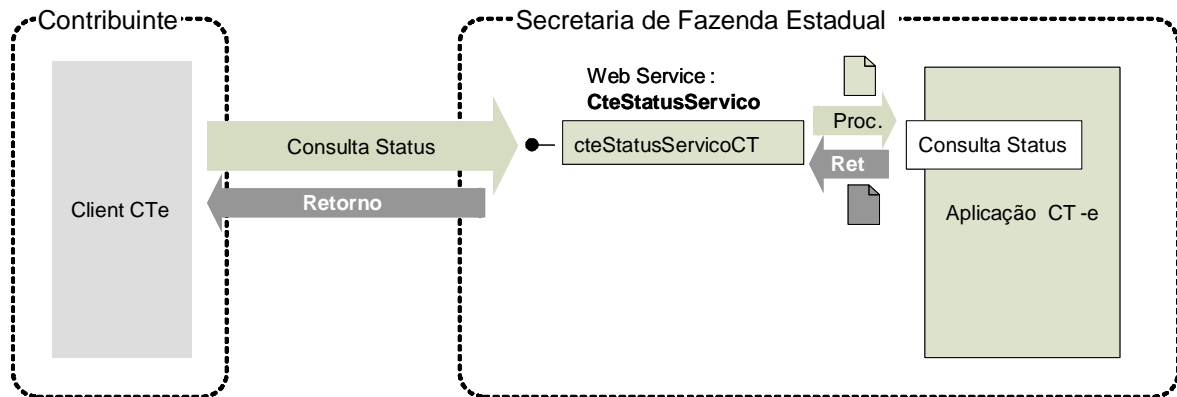 Contribuinte
Secretaria de Fazenda Estadual
Web Service :
CteStatusServico
Proc.
Consulta Status
cteStatusServicoCT
Consulta Status
Ret
Retorno
Client CTe
Aplicação CT -e